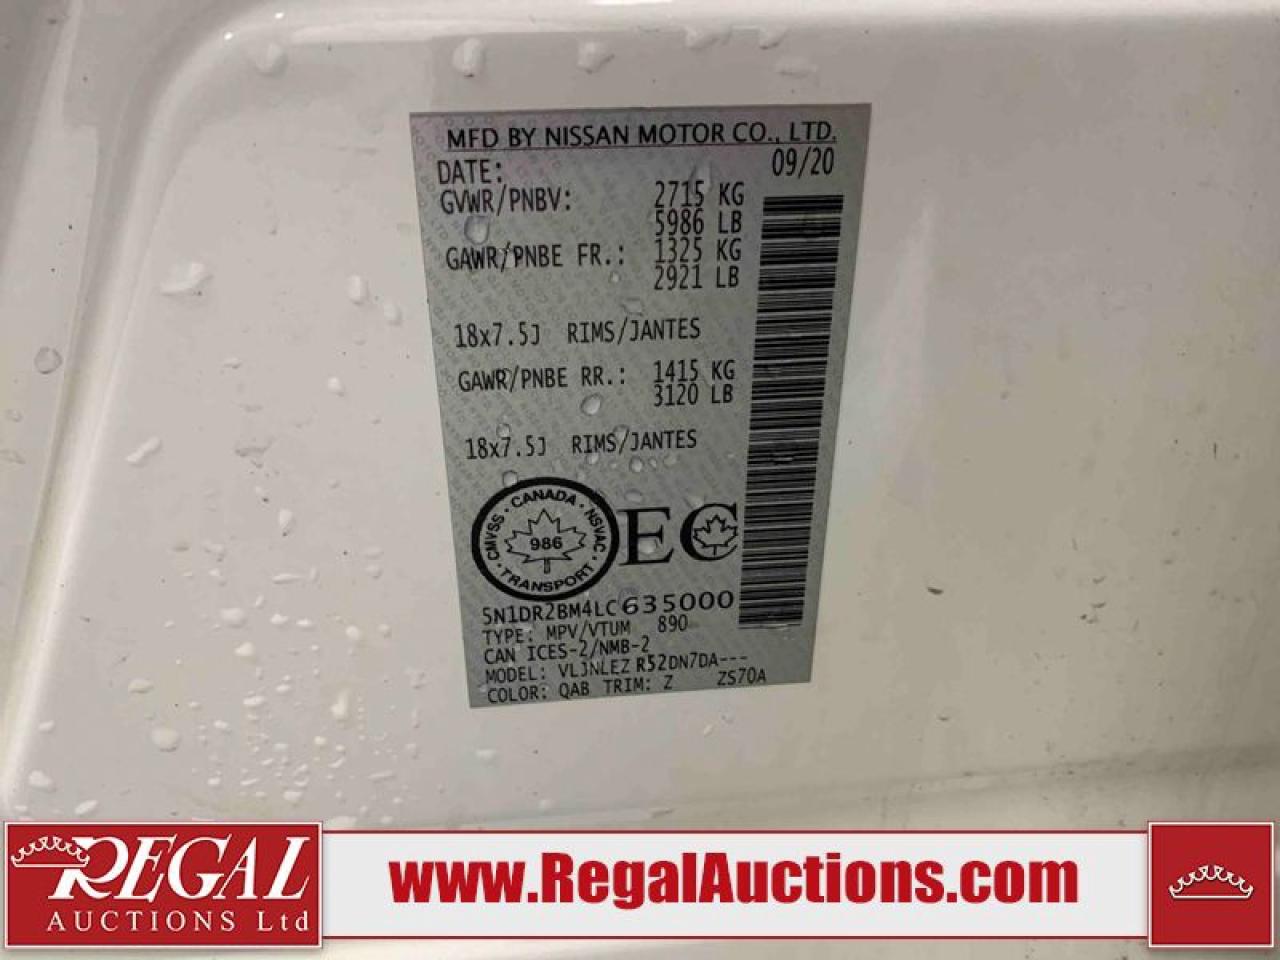 MFD BY NISSAN MOTOR CO., LTD.
DATE: 09/20
GVWR/PNBV: 2715 KG
5986 LB
GAWR/PNBE FR.: 1325 KG
2921 LB
18x7.5J RIMS/JANTES
GAWR/PNBE RR.: 1415 KG
3120 LB
18x7.5J RIMS/JANTES
CMVSS · CANADA · NSVAC · TRANSPORT ·
986
EC
5N1DR2BM4LC635000
TYPE: MPV/VTUM 890
CAN ICES-2/NMB-2
MODEL: VLJNLEZ R52DN7DA---
COLOR: QAB TRIM: Z ZS70A
REGAL
AUCTIONS Ltd
www.RegalAuctions.com